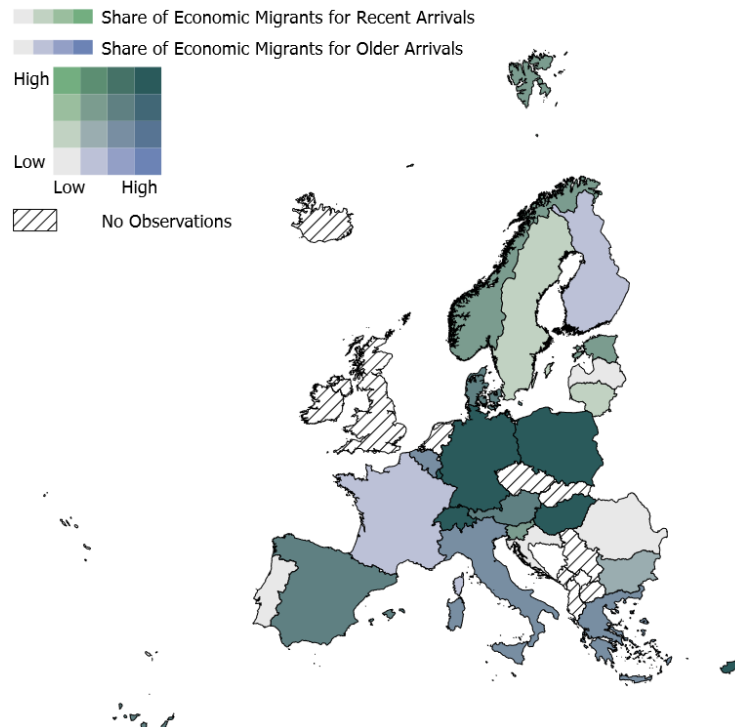 Share of Economic Migrants for Recent Arrivals
Share of Economic Migrants for Older Arrivals
High
Low
Low High
No Observations